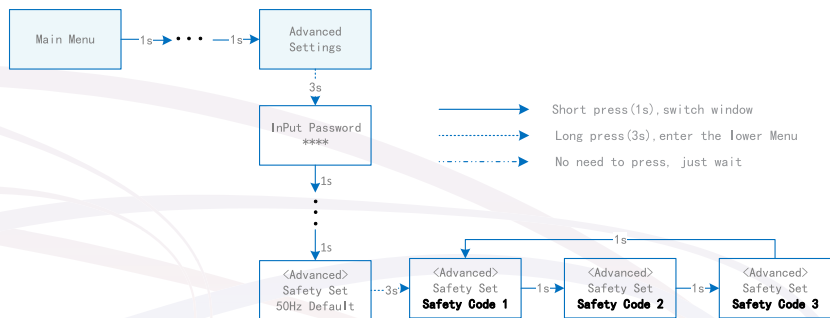 Main Menu
1s
• • •
1s
Advanced
Settings
3s
InPut Password
****
1s
1s
Short press(1s), switch window
Long press(3s), enter the lower Menu
No need to press, just wait
1s
<Advanced>
Safety Set
50Hz Default
3s
<Advanced>
Safety Set
Safety Code 1
1s
<Advanced>
Safety Set
Safety Code 2
1s
<Advanced>
Safety Set
Safety Code 3